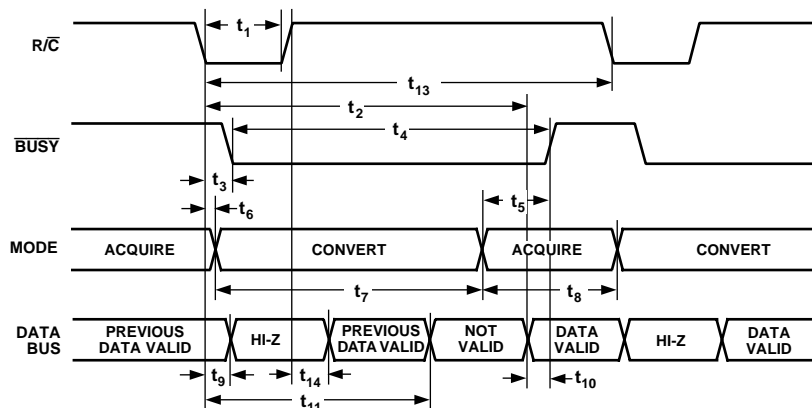 t1
R/C̅
t13
t2
t4
B̅U̅S̅Y̅
t3
t5
t6
MODE ACQUIRE CONVERT ACQUIRE CONVERT
t7 t8
DATA BUS PREVIOUS DATA VALID HI-Z PREVIOUS DATA VALID NOT VALID DATA VALID HI-Z DATA VALID
t9 t14 t10
t11